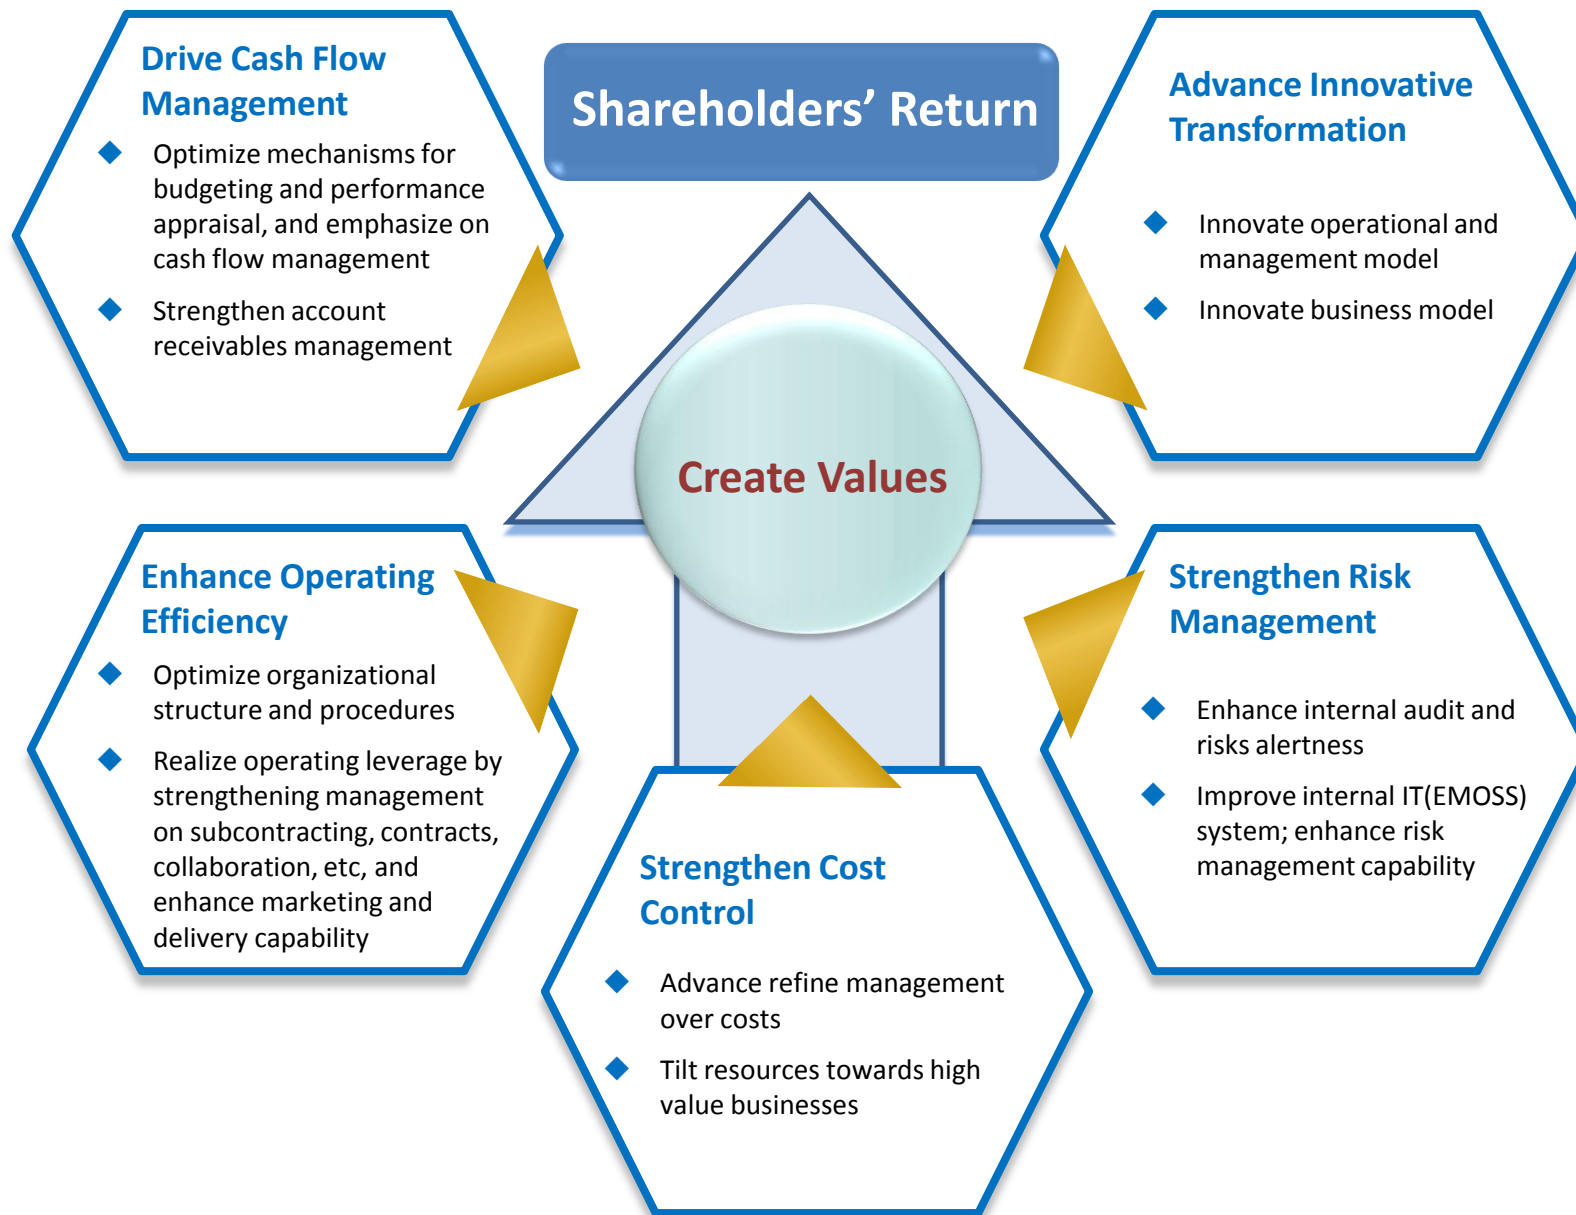 Drive Cash Flow
Management
Optimize mechanisms for
budgeting and performance
appraisal, and emphasize on
cash flow management
Strengthen account
receivables management
Shareholders’ Return
Advance Innovative
Transformation
Innovate operational and
management model
Innovate business model
Create Values
Enhance Operating
Efficiency
Optimize organizational
structure and procedures
Realize operating leverage by
strengthening management
on subcontracting, contracts,
collaboration, etc, and
enhance marketing and
delivery capability
Strengthen Risk
Management
Enhance internal audit and
risks alertness
Improve internal IT(EMOSS)
system; enhance risk
management capability
Strengthen Cost
Control
Advance refine management
over costs
Tilt resources towards high
value businesses